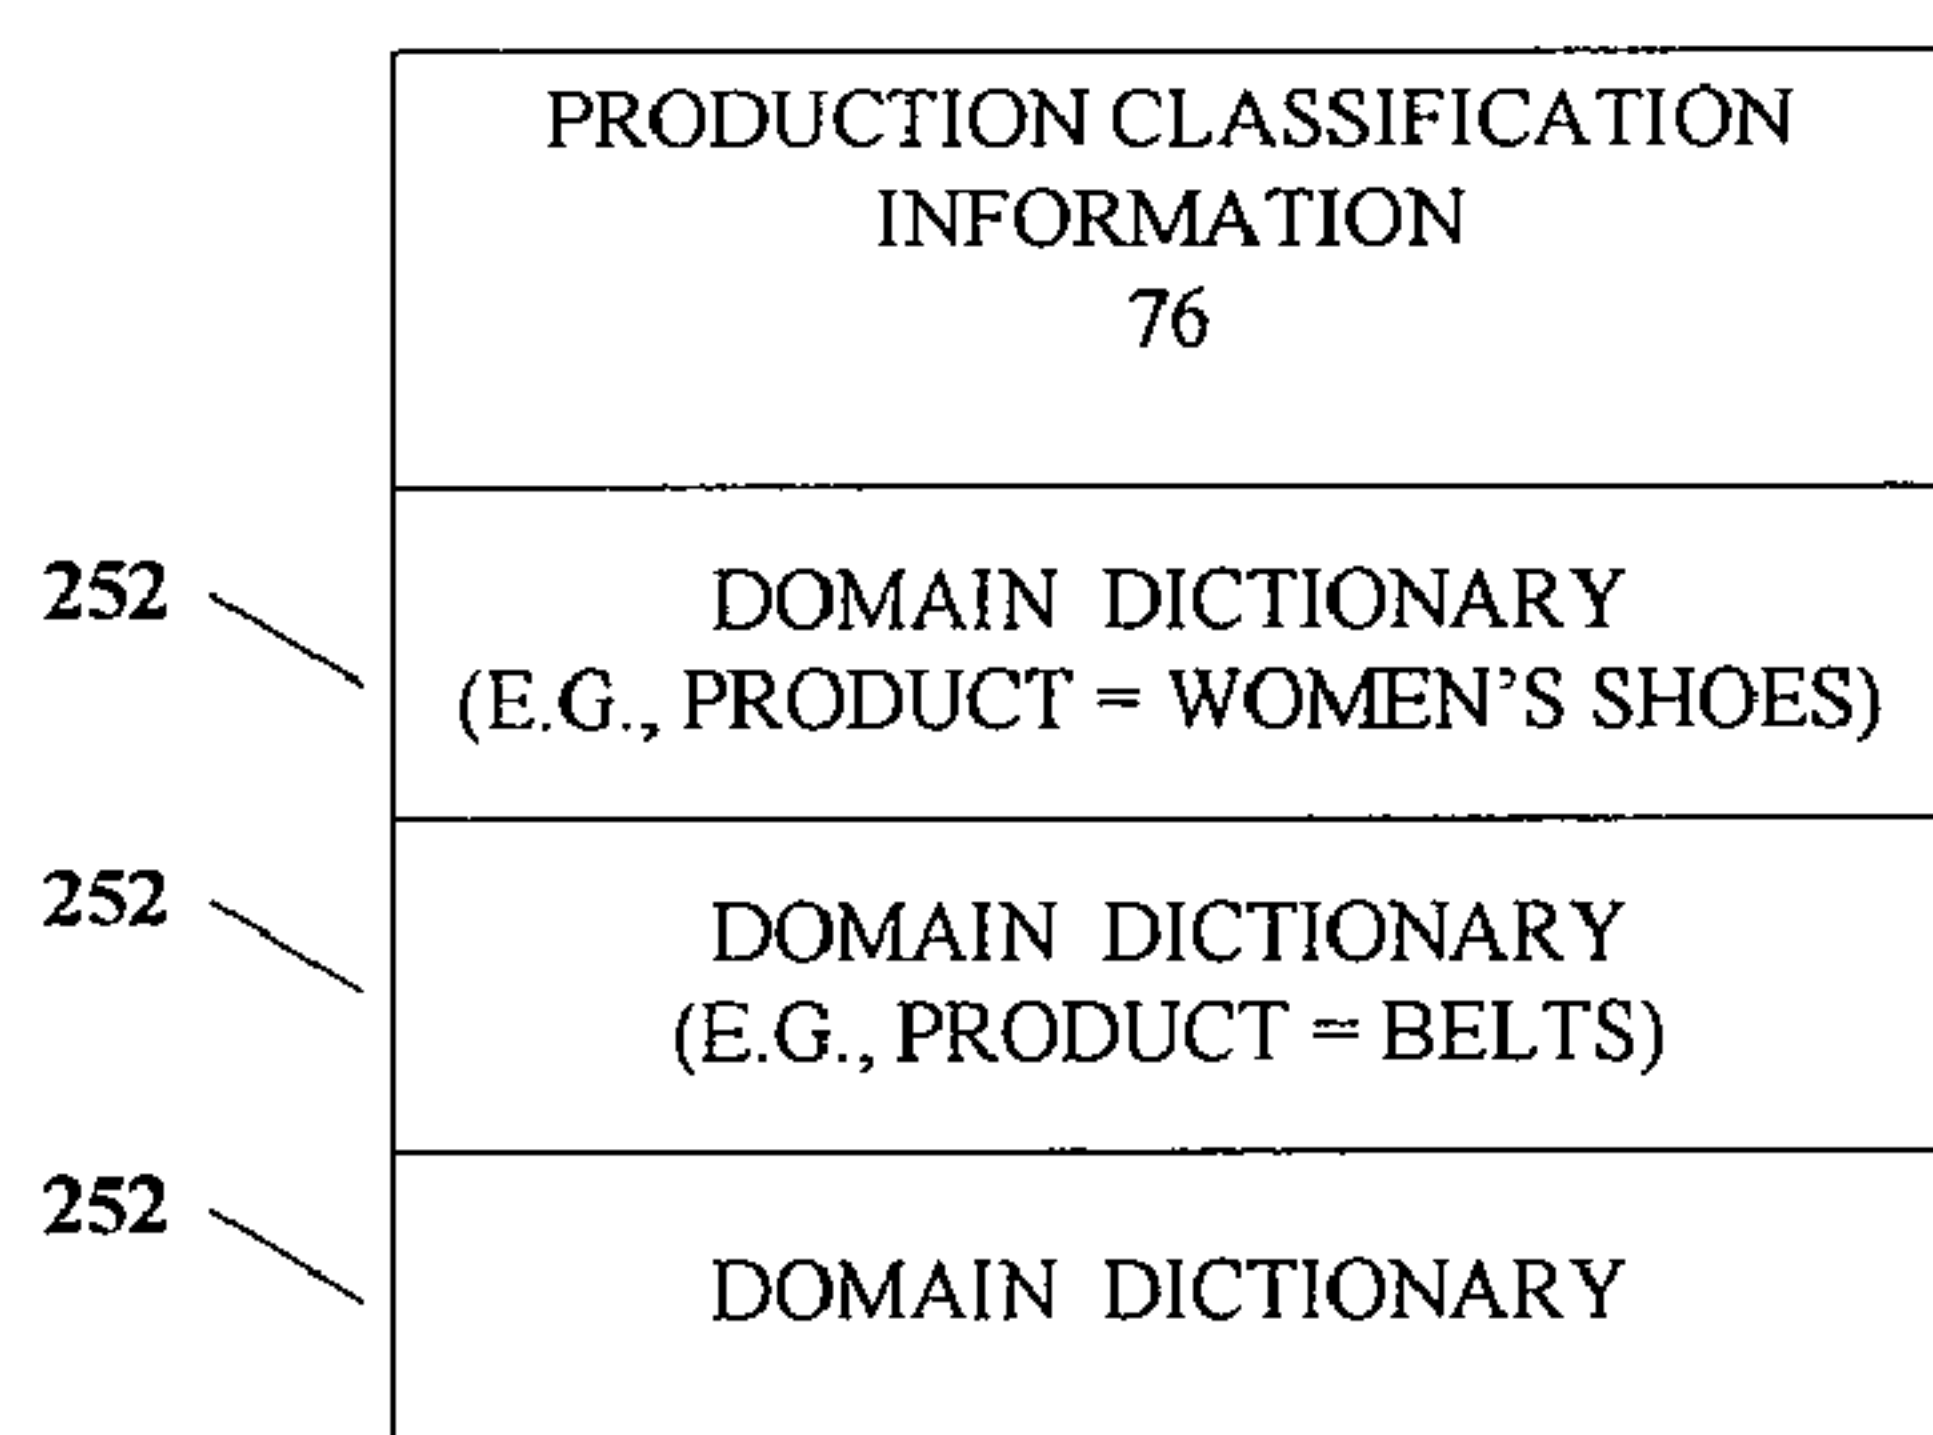 PRODUCTION CLASSIFICATION
INFORMATION
76
252
DOMAIN DICTIONARY
(E.G., PRODUCT = WOMEN'S SHOES)
252
DOMAIN DICTIONARY
(E.G., PRODUCT = BELTS)
252
DOMAIN DICTIONARY